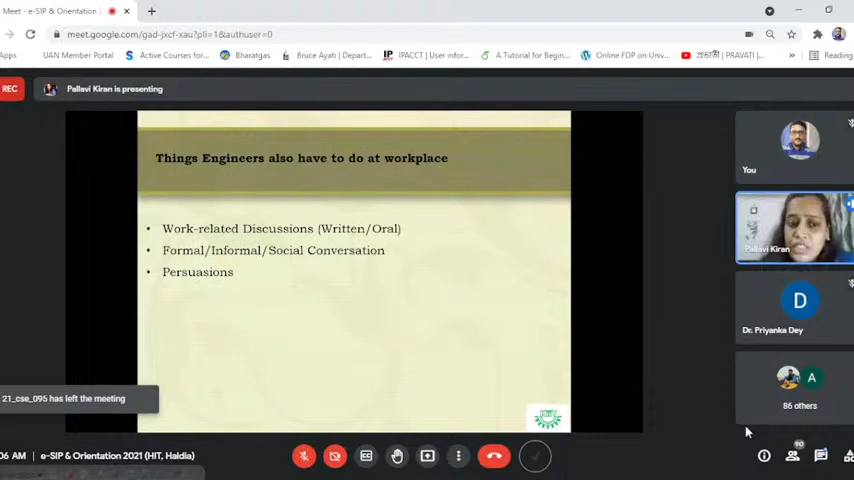 Meet - e-SIP & Orientation 2021
meet.google.com/gad-jxcf-xau?pli=1&authuser=0
Apps
UAN Member Portal
Active Courses for...
Bharatgas
Bruce Ayati | Depart...
IPACCT | User infor...
A Tutorial for Begin...
Online FDP on Univ...
| PRAVATI |...
»
Reading
REC
Pallavi Kiran is presenting
Things Engineers also have to do at workplace
• Work-related Discussions (Written/Oral)
• Formal/Informal/Social Conversation
• Persuasions
You
Pallavi Kiran
D
Dr. Priyanka Dey
A
86 others
21_cse_095 has left the meeting
90
06 AM | e-SIP & Orientation 2021 (HIT, Haldia)